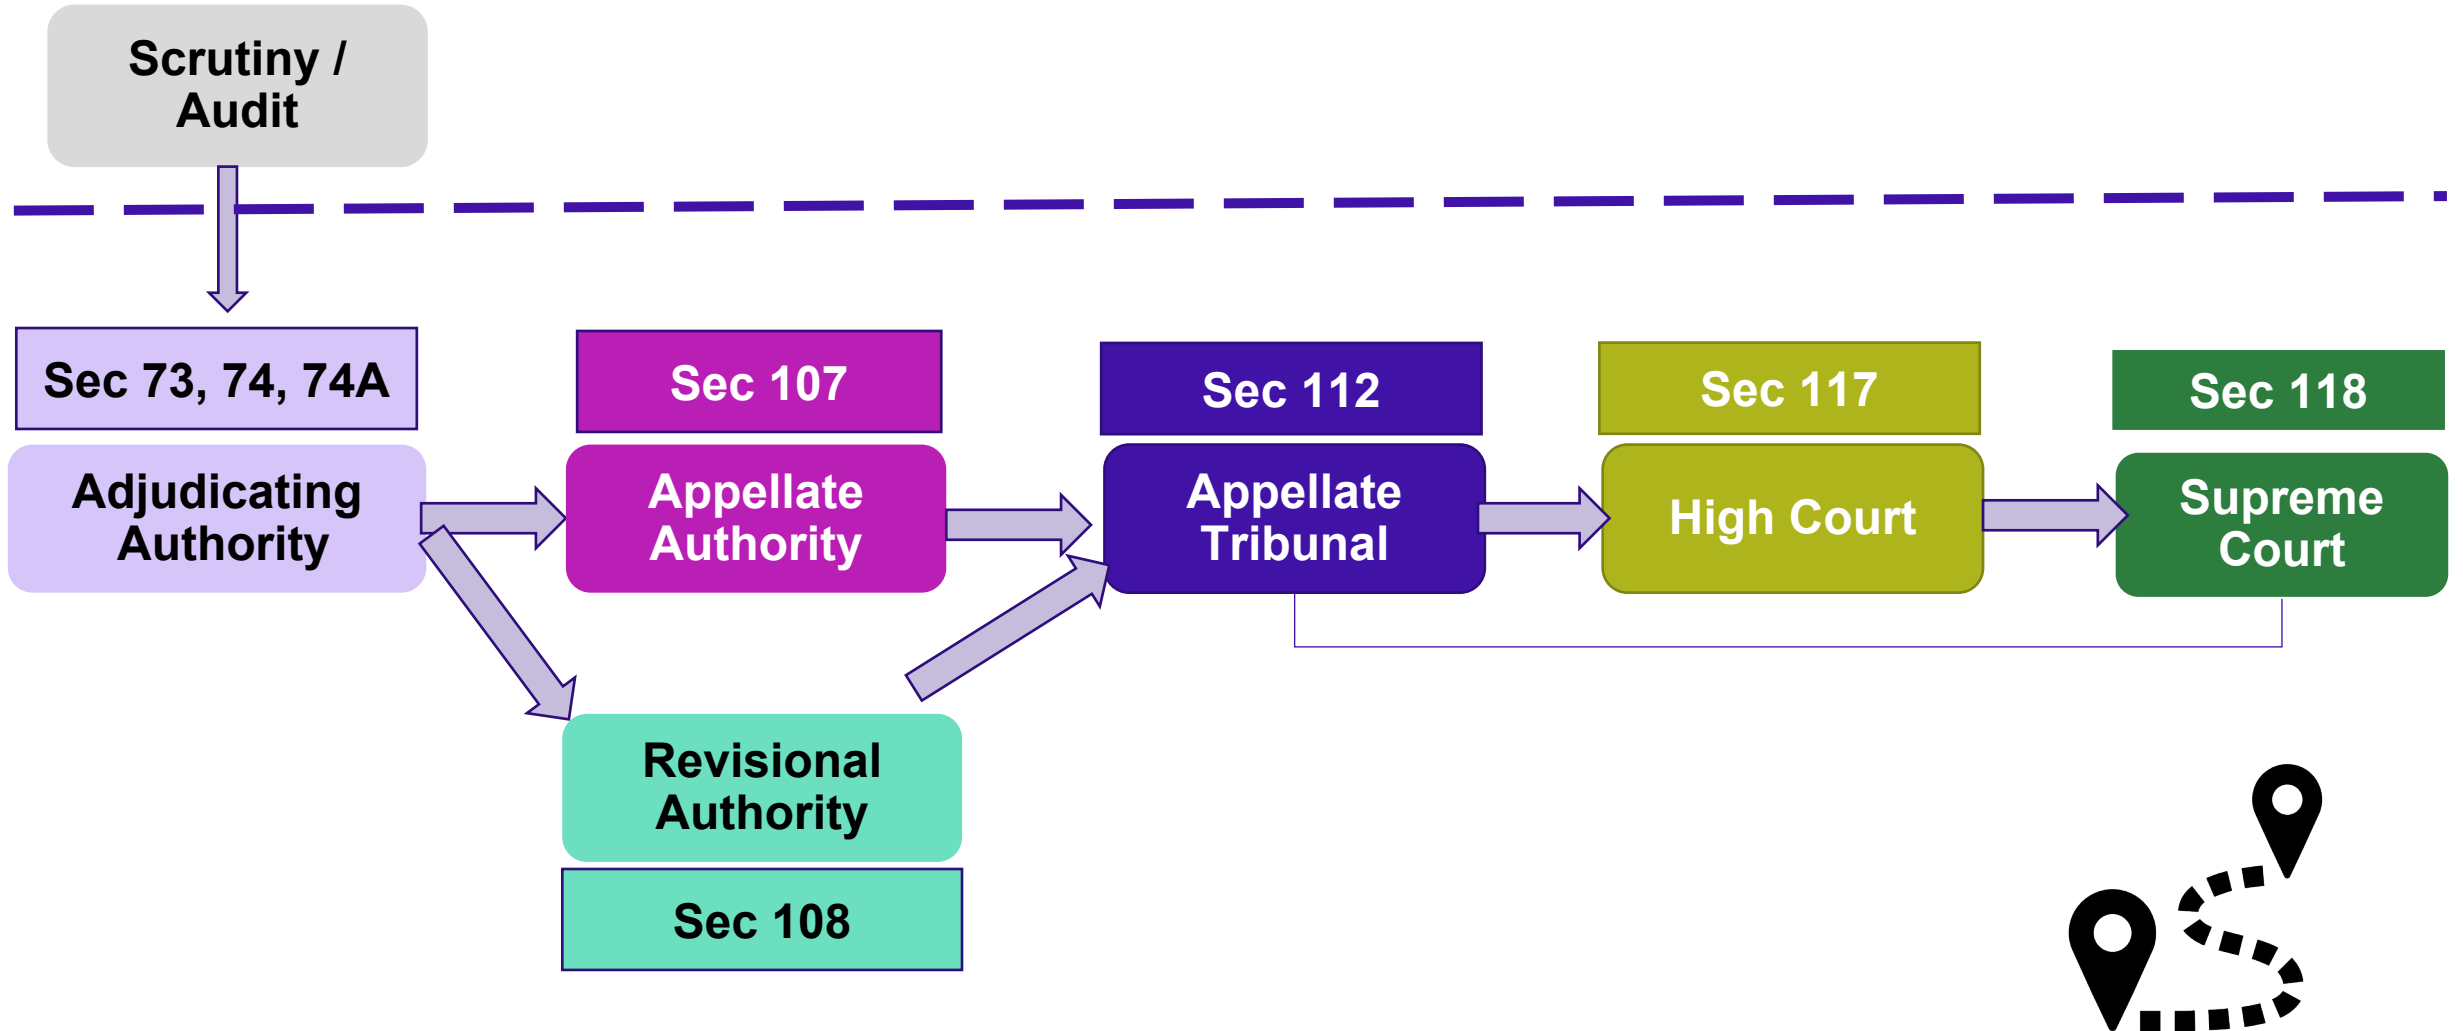 Scrutiny /
Audit
Sec 73, 74, 74A
Adjudicating
Authority
Sec 107
Appellate
Authority
Sec 112
Appellate
Tribunal
Sec 117
High Court
Sec 118
Supreme
Court
Revisional
Authority
Sec 108